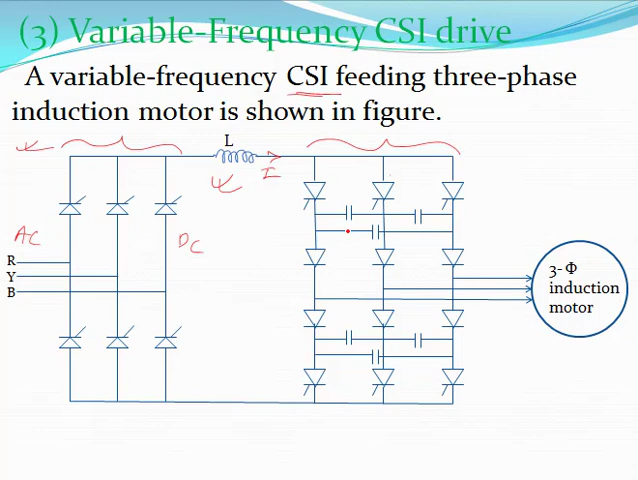 (3) Variable-Frequency CSI drive
A variable-frequency CSI feeding three-phase
induction motor is shown in figure.
L
I
AC
DC
R
Y
B
3- Φ
induction
motor